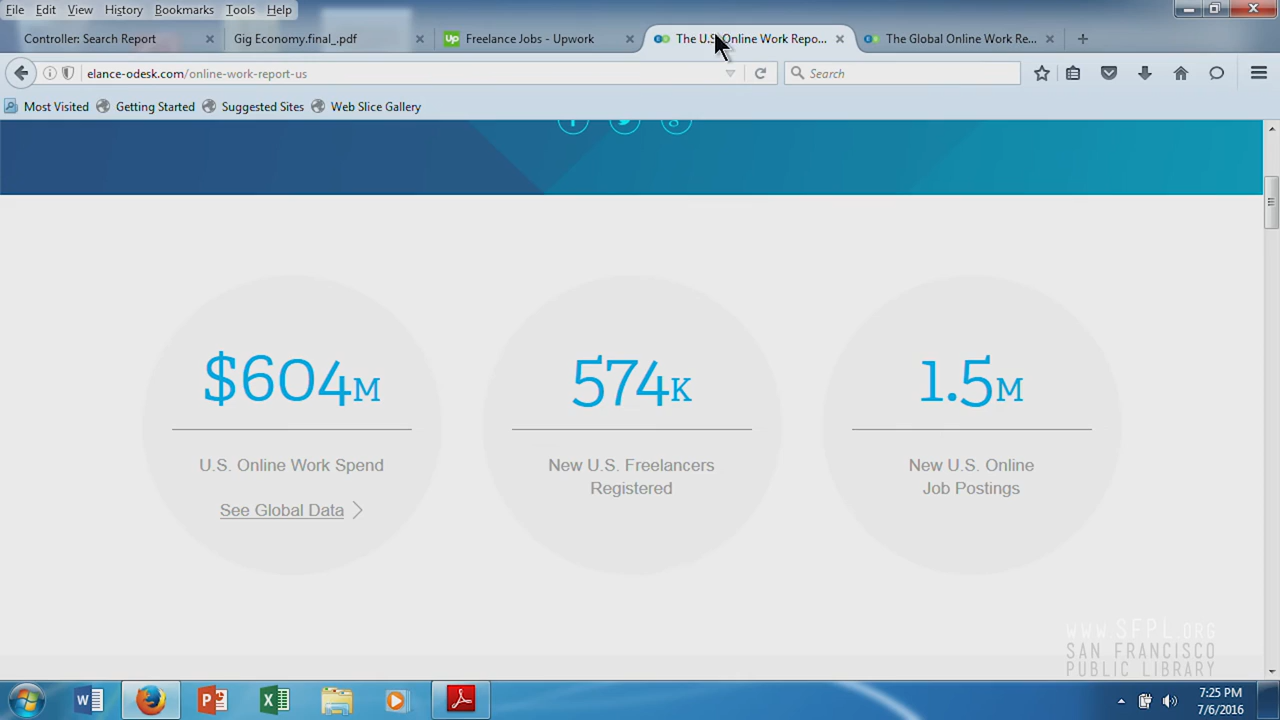 File Edit View History Bookmarks Tools Help
Controller: Search Report
Gig Economy.final_.pdf
Up Freelance Jobs - Upwork
The U.S. Online Work Repo...
The Global Online Work Re...
elance-odesk.com/online-work-report-us
Search
Most Visited Getting Started Suggested Sites Web Slice Gallery
$604M
U.S. Online Work Spend
See Global Data
574K
New U.S. Freelancers
Registered
1.5M
New U.S. Online
Job Postings
WWW.SFPL.ORG
SAN FRANCISCO
PUBLIC LIBRARY
7:25 PM
7/6/2016